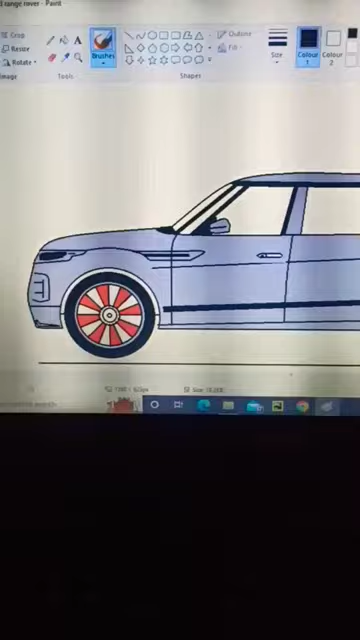 range rover - Paint
Crop
Resize
Rotate
Image
Tools
Brushes
Shapes
Outline
Fill
Size
Colour
1
Colour
2